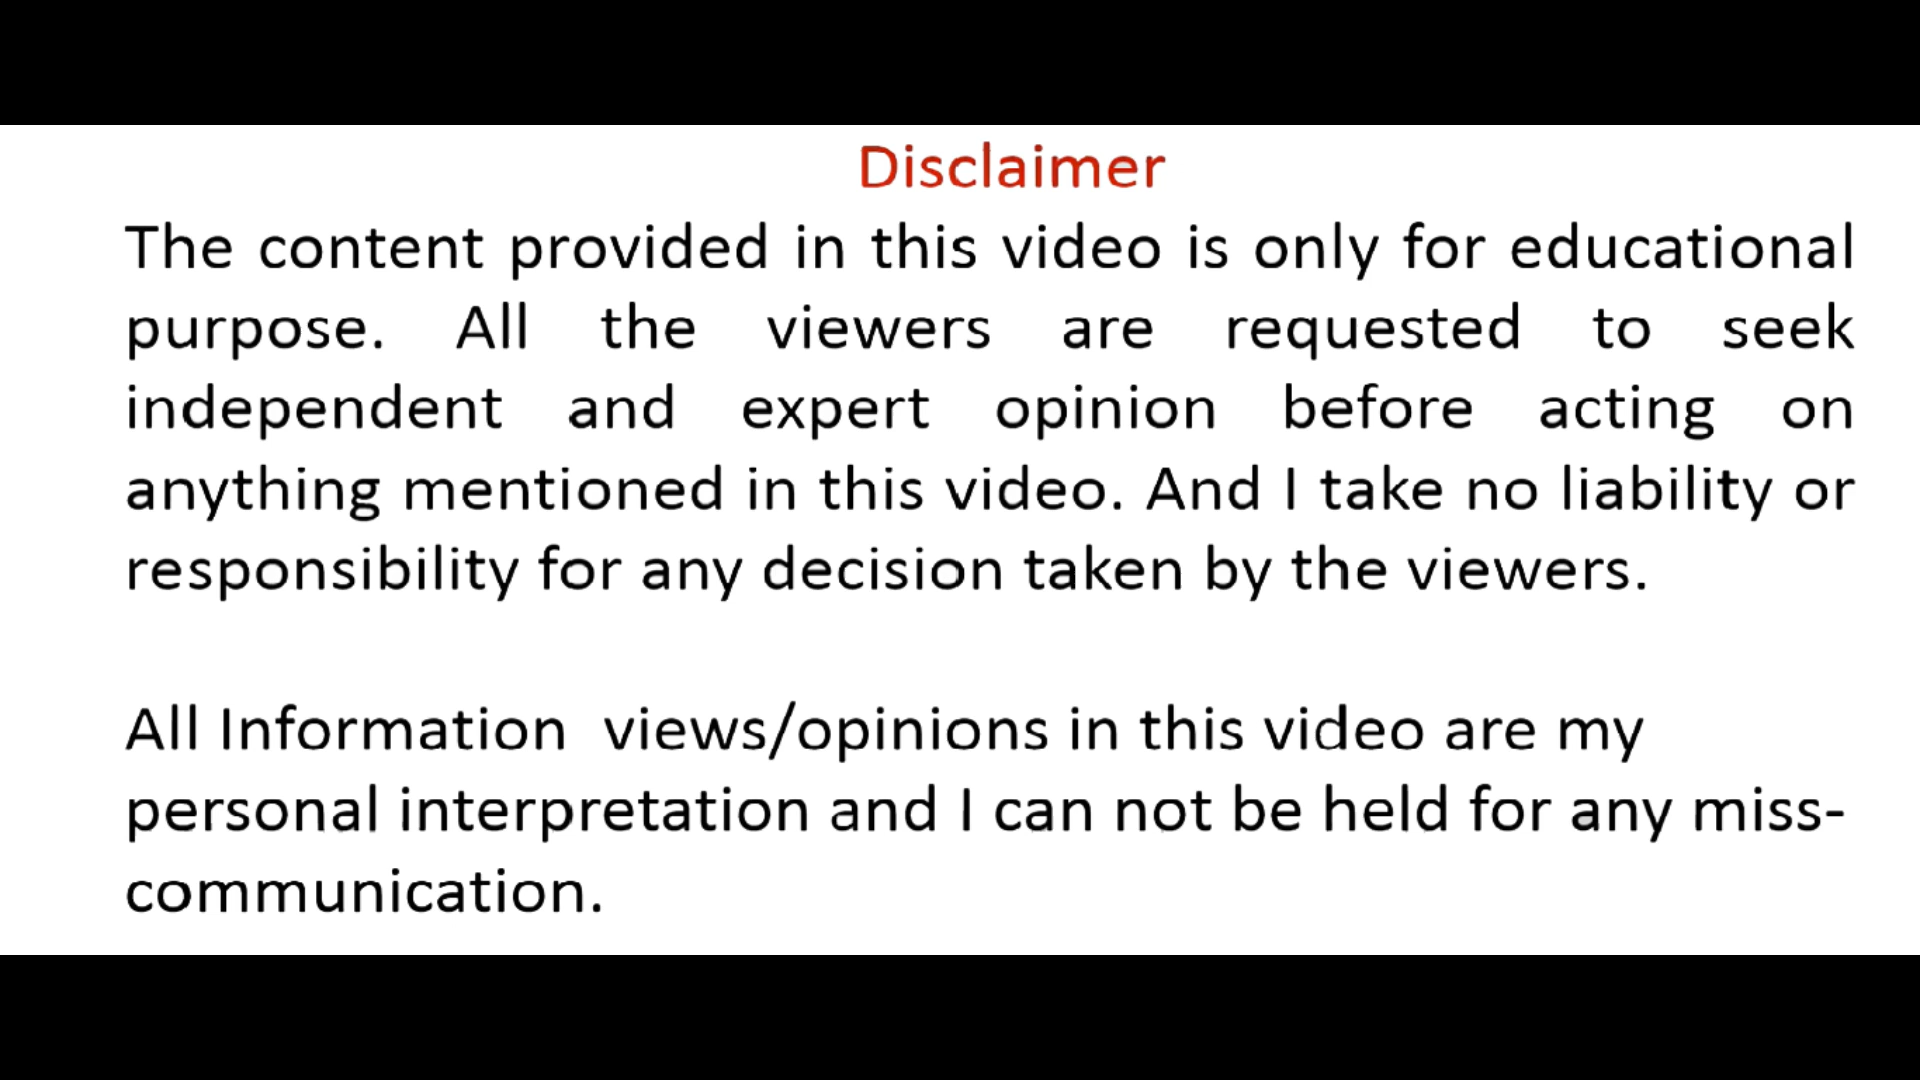 Disclaimer
The content provided in this video is only for educational
purpose. All the viewers are requested to seek
independent and expert opinion before acting on
anything mentioned in this video. And I take no liability or
responsibility for any decision taken by the viewers.
All Information  views/opinions in this video are my
personal interpretation and I can not be held for any miss-
communication.